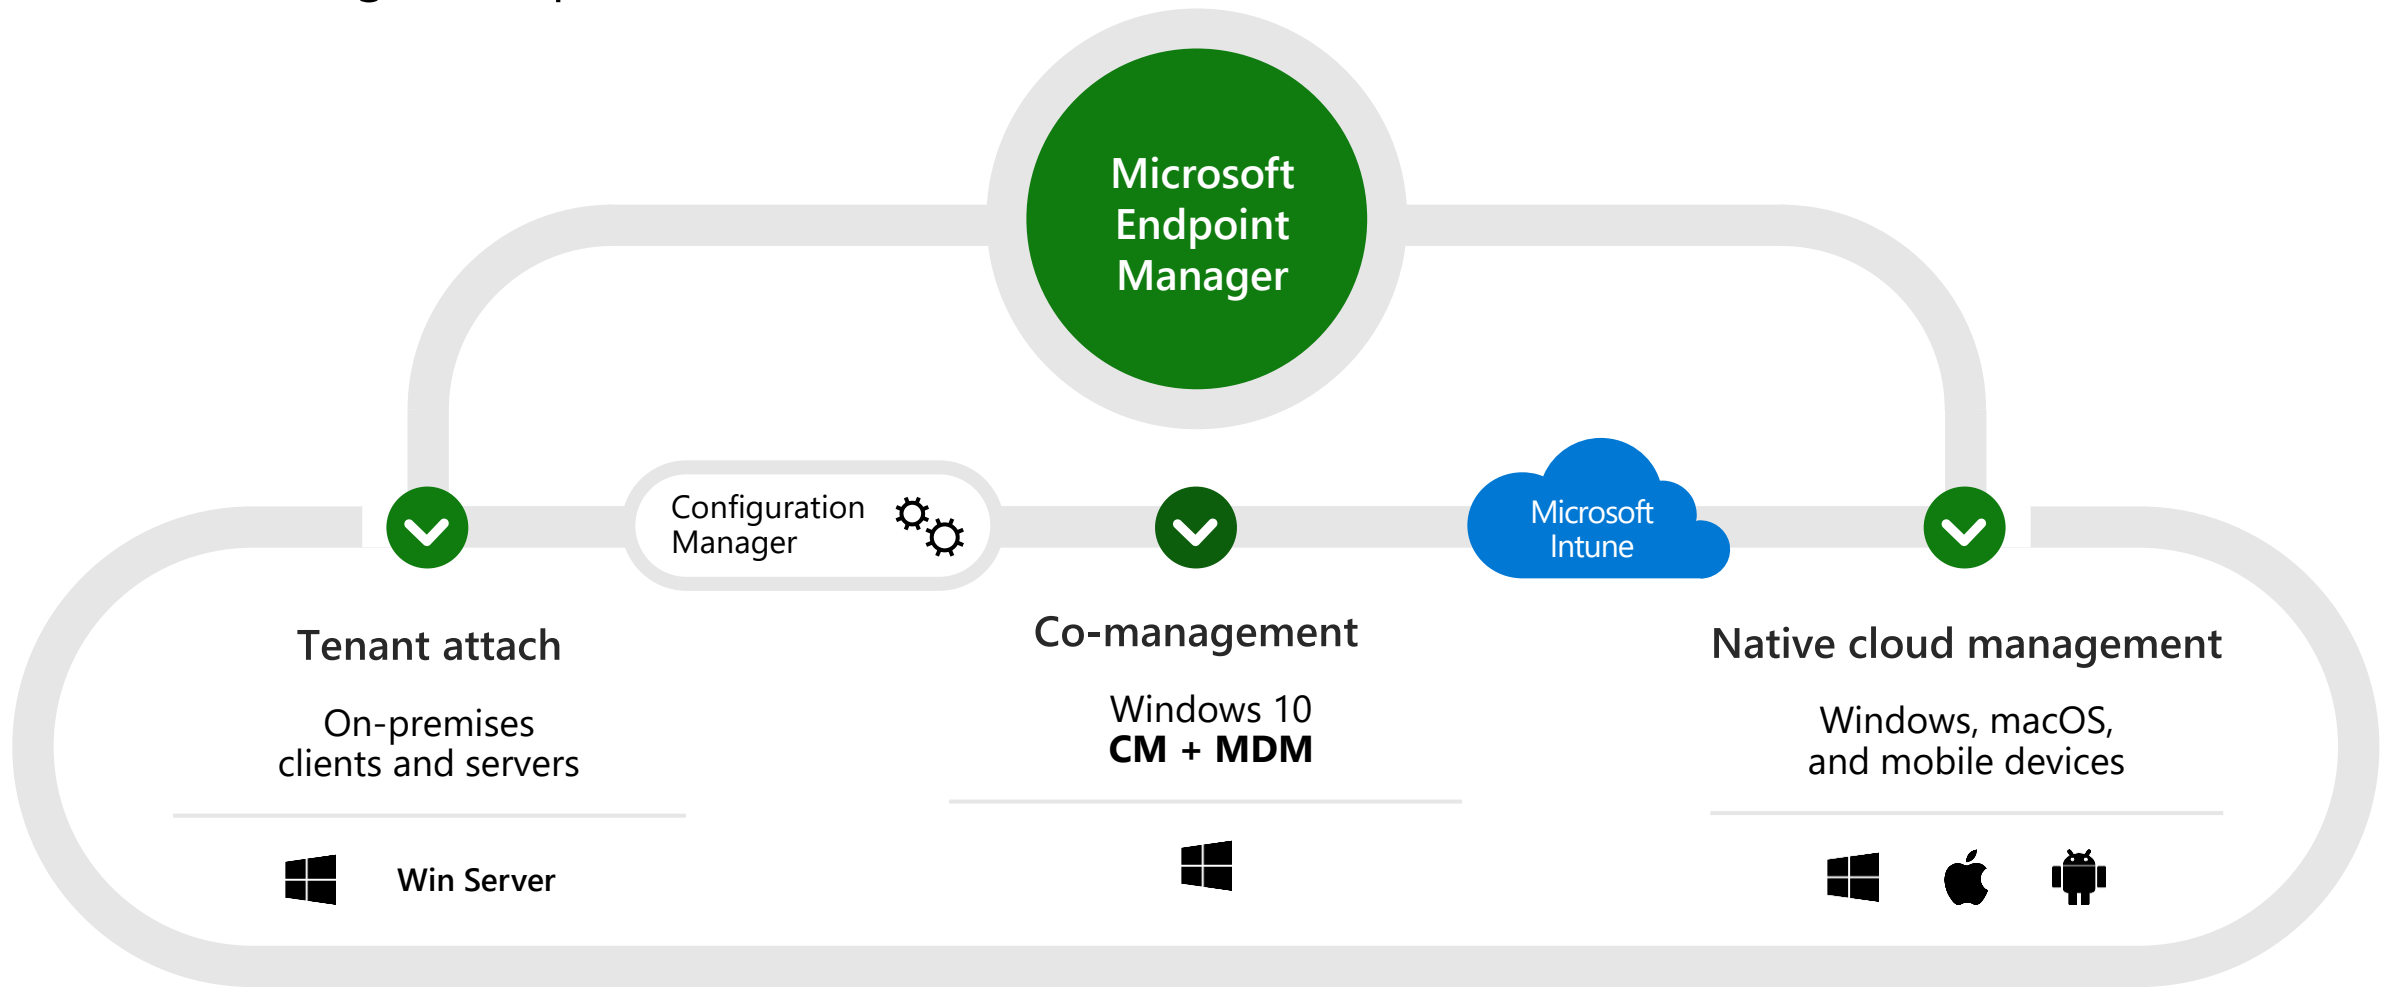 Microsoft
Endpoint
Manager
Configuration
Manager
Microsoft
Intune
Tenant attach
On-premises
clients and servers
Win Server
Co-management
Windows 10
CM + MDM
Native cloud management
Windows, macOS,
and mobile devices